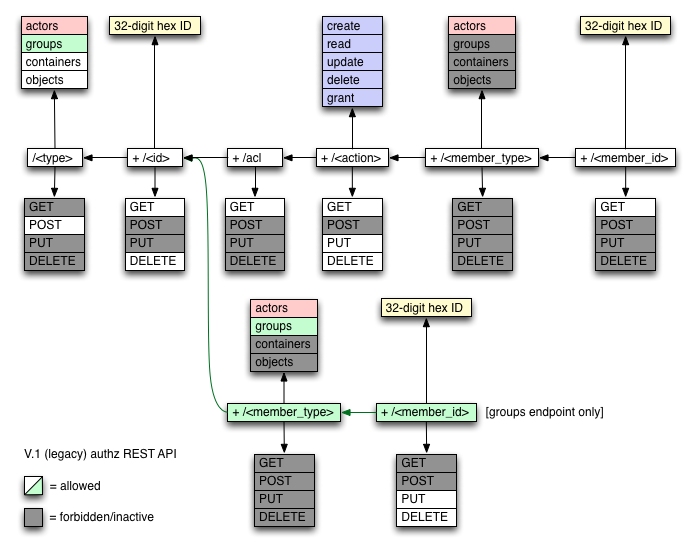 actors
groups
containers
objects
32-digit hex ID
create
read
update
delete
grant
actors
groups
containers
objects
32-digit hex ID
/<type>
+ /<id>
+ /acl
+ /<action>
+ /<member_type>
+ /<member_id>
GET
POST
PUT
DELETE
GET
POST
PUT
DELETE
GET
POST
PUT
DELETE
GET
POST
PUT
DELETE
GET
POST
PUT
DELETE
GET
POST
PUT
DELETE
actors
groups
containers
objects
32-digit hex ID
+ /<member_type>
+ /<member_id>
[groups endpoint only]
GET
POST
PUT
DELETE
GET
POST
PUT
DELETE
V.1 (legacy) authz REST API
= allowed
= forbidden/inactive